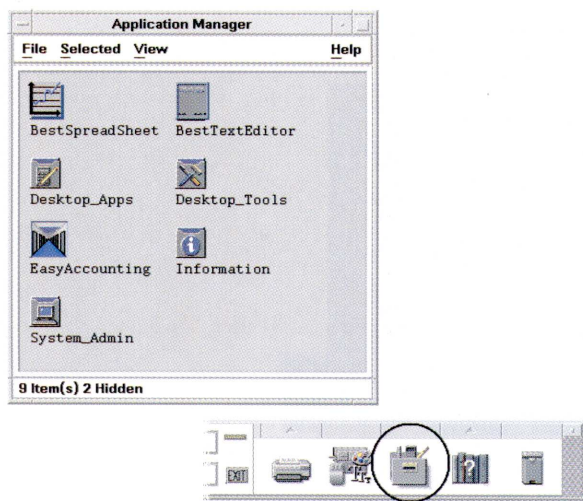 Application Manager
File Selected View Help
BestSpreadSheet BestTextEditor
Desktop_Apps Desktop_Tools
EasyAccounting Information
System_Admin
9 Item(s) 2 Hidden
EXIT
?